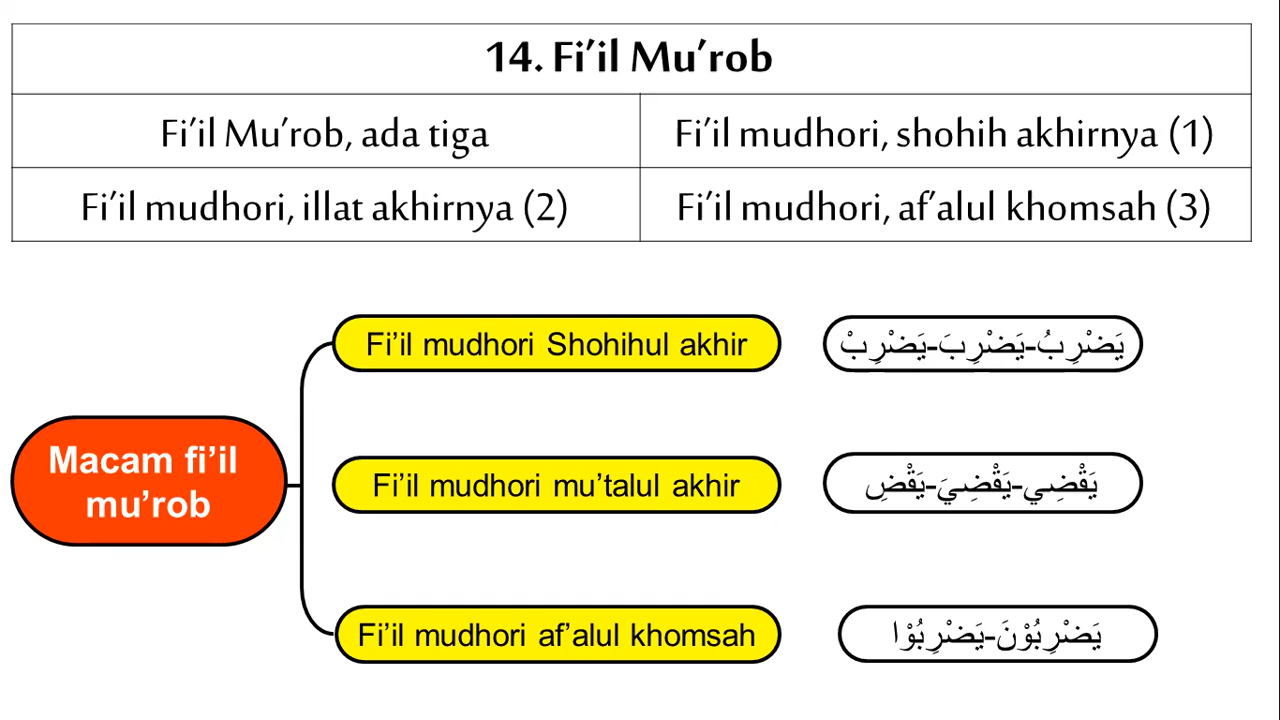 14. Fi’il Mu’rob
Fi’il Mu’rob, ada tiga
Fi’il mudhori, shohih akhirnya (1)
Fi’il mudhori, illat akhirnya (2)
Fi’il mudhori, af’alul khomsah (3)
Macam fi’il
mu’rob
Fi’il mudhori Shohihul akhir
يَضْرِبُ-يَضْرِبَ-يَضْرِبْ
Fi’il mudhori mu’talul akhir
يَقْضِي-يَقْضِيَ-يَقْضِ
Fi’il mudhori af’alul khomsah
يَضْرِبُوْنَ-يَضْرِبُوْا